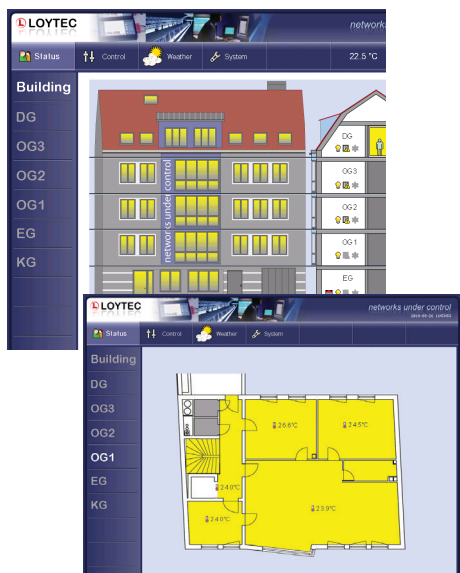 LOYTEC
networks
Status
Control
Weather
System
22.5 °C
Building
DG
OG3
OG2
OG1
EG
KG
networks under control
DG
OG3
OG2
OG1
EG
LOYTEC
networks under control
Status
Control
Weather
System
Building
DG
OG3
OG2
OG1
EG
KG
26.6°C
24.5°C
24.0°C
23.9°C
24.0°C